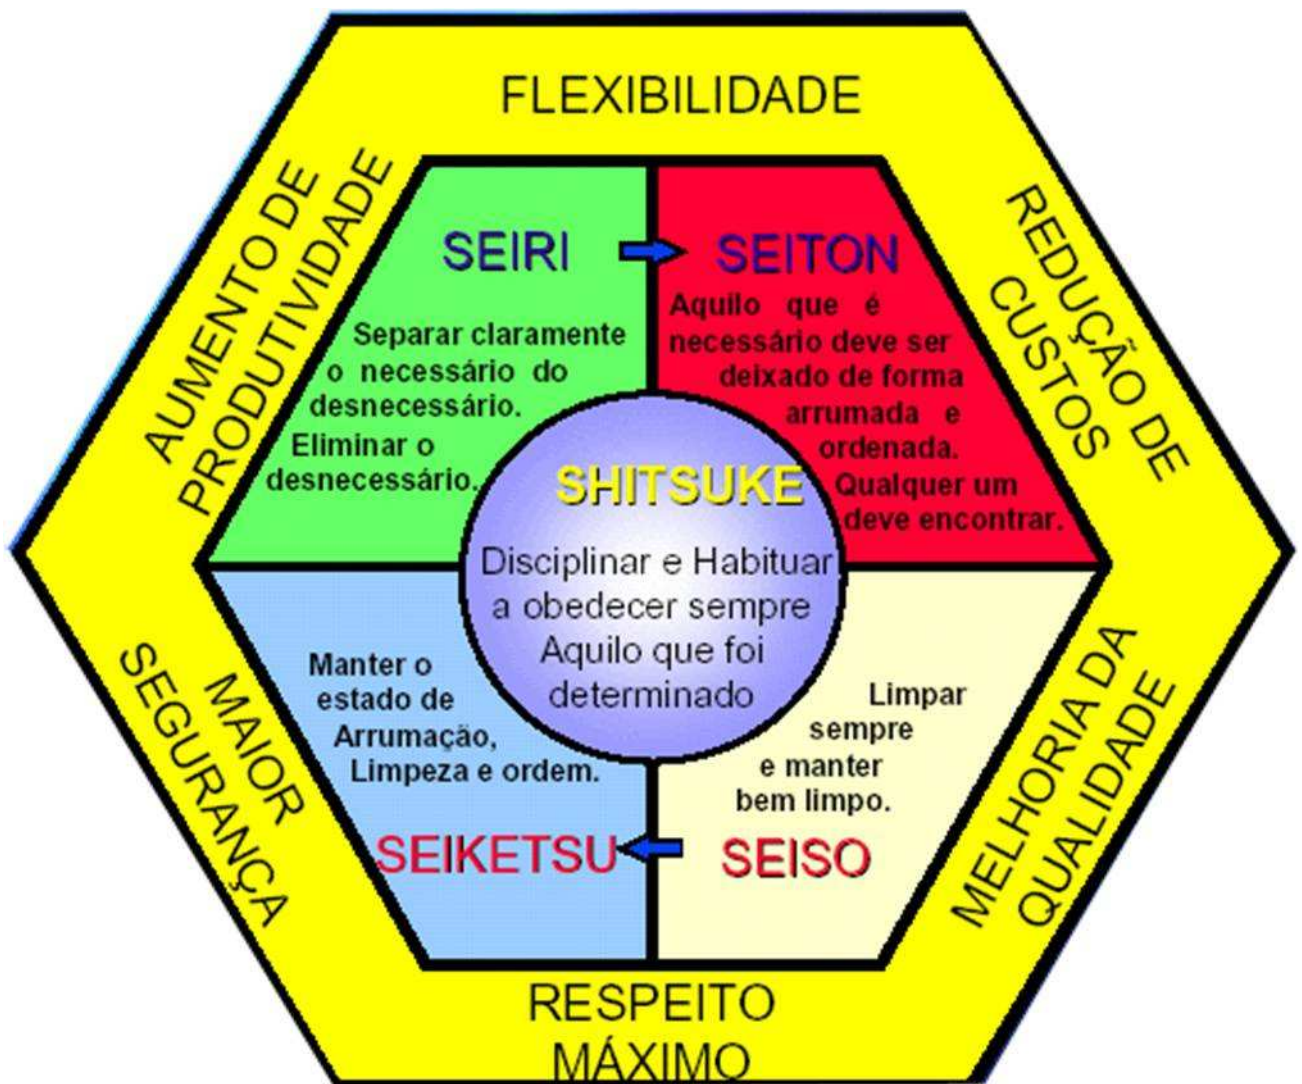 FLEXIBILIDADE
AUMENTO DE
PRODUTIVIDADE
REDUÇÃO DE
CUSTOS
SEIRI
Separar claramente
o necessário do
desnecessário.
Eliminar o
desnecessário.
SEITON
Aquilo que é
necessário deve ser
deixado de forma
arrumada e
ordenada.
Qualquer um
deve encontrar.
SHITSUKE
Disciplinar e Habituar
a obedecer sempre
Aquilo que foi
determinado
Manter o
estado de
Arrumação,
Limpeza e ordem.
SEIKETSU
Limpar
sempre
e manter
bem limpo.
SEISO
MAIOR
SEGURANÇA
MELHORIA DA
QUALIDADE
RESPEITO
MÁXIMO